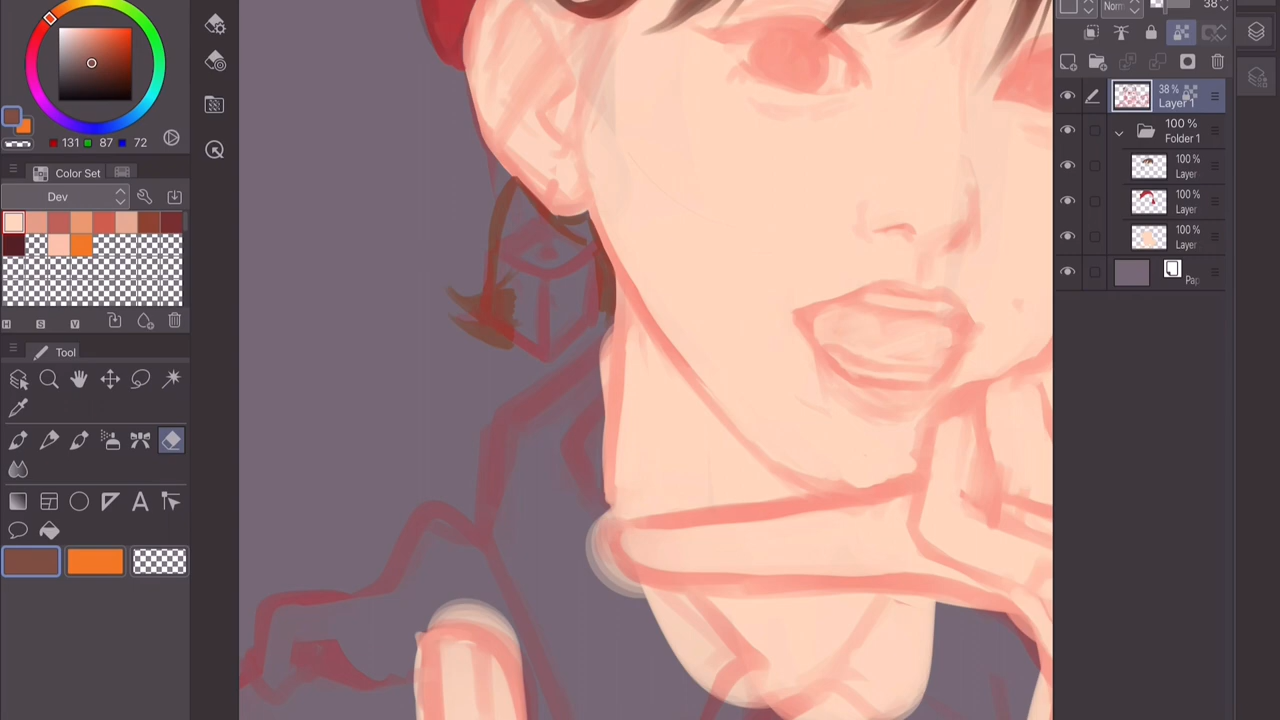 38
Norm
131 87 72
Color Set
Dev
H S V
Tool
A
38 %
Layer 1
100 %
Folder 1
100 %
Layer
100 %
Layer
100 %
Layer
Pap